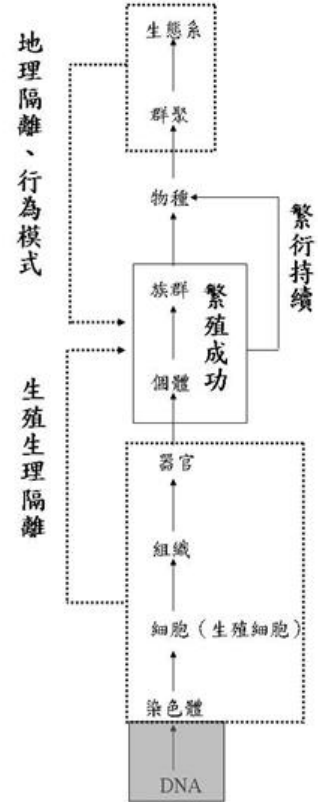 生態系
群聚
物種
族群
個體
繁殖成功
器官
組織
細胞（生殖細胞）
染色體
DNA
地理隔離、行為模式
生殖生理隔離
繁衍持續